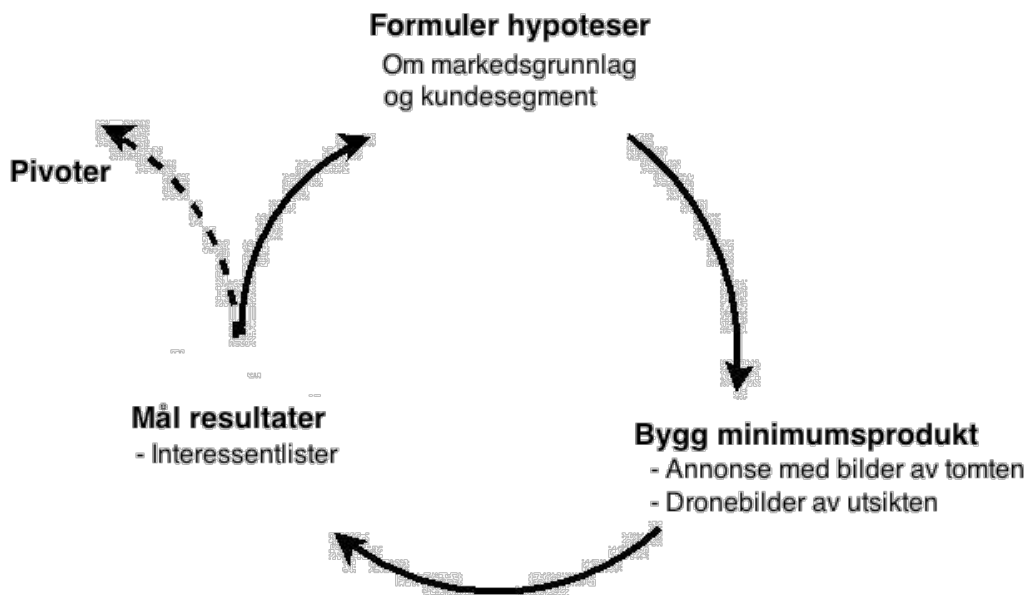 Formuler hypoteser
Om markedsgrunnlag
og kundesegment
Pivoter
Mål resultater
- Interessentlister
Bygg minimumsprodukt
- Annonse med bilder av tomten
- Dronebilder av utsikten